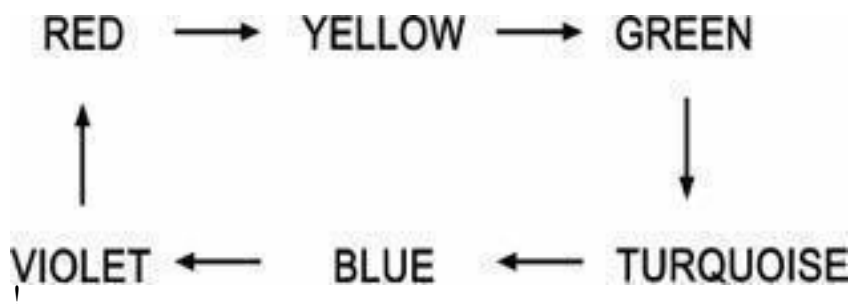 RED → YELLOW → GREEN
VIOLET ← BLUE ← TURQUOISE